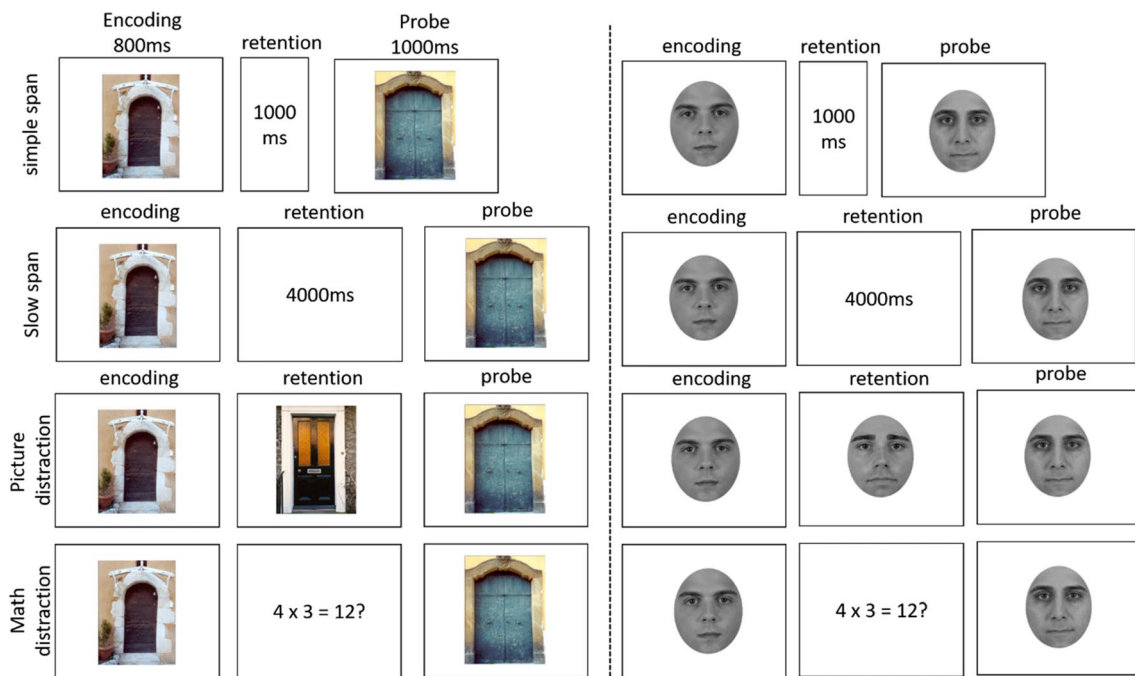 Encoding
800ms
retention
Probe
1000ms
encoding
retention
probe
simple span
1000
ms
1000
ms
encoding
retention
probe
encoding
retention
probe
Slow span
4000ms
4000ms
encoding
retention
probe
encoding
retention
probe
Picture
distraction
Math
distraction
4 x 3 = 12?
4 x 3 = 12?